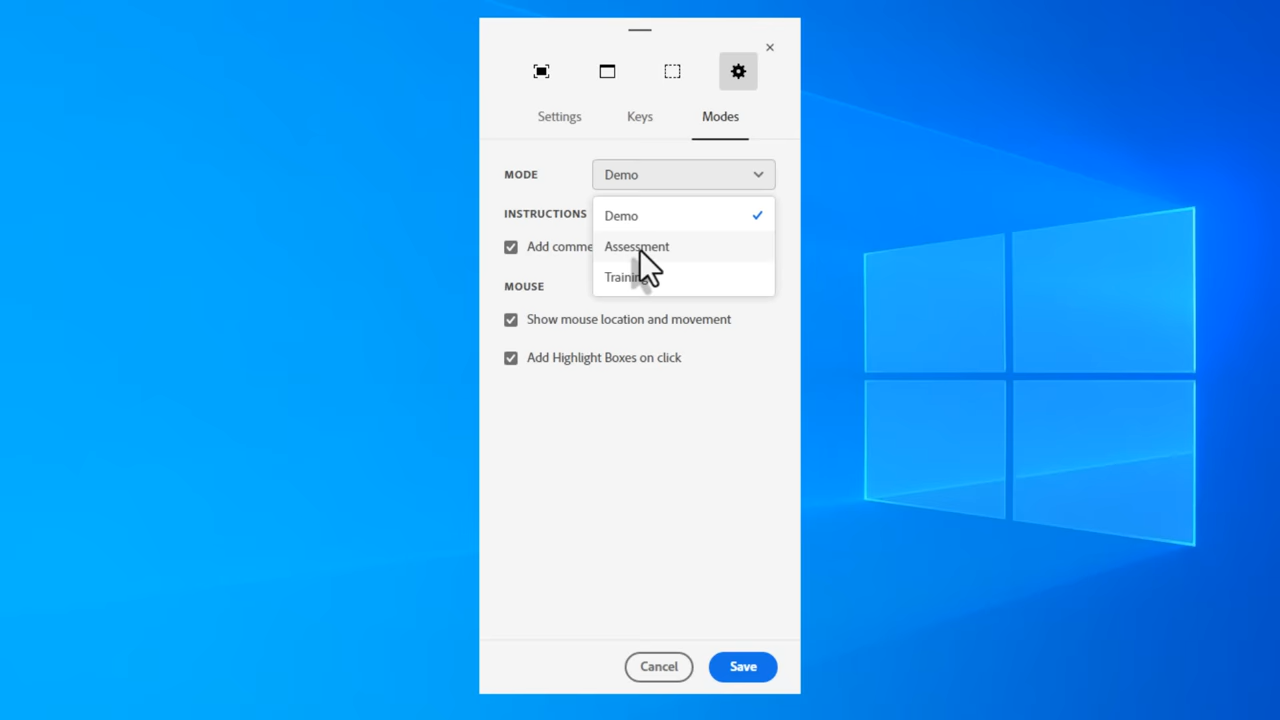 Settings Keys Modes
MODE Demo
Demo
INSTRUCTIONS
Add comme
Assessment
Training
MOUSE
Show mouse location and movement
Add Highlight Boxes on click
Cancel Save